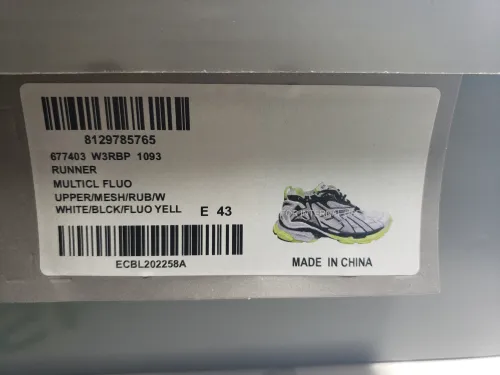 8129785765
677403 W3RBP 1093
RUNNER
MULTICL FLUO
UPPER/MESH/RUB/W
WHITE/BLCK/FLUO YELL E 43
ECBL202258A
MADE IN CHINA